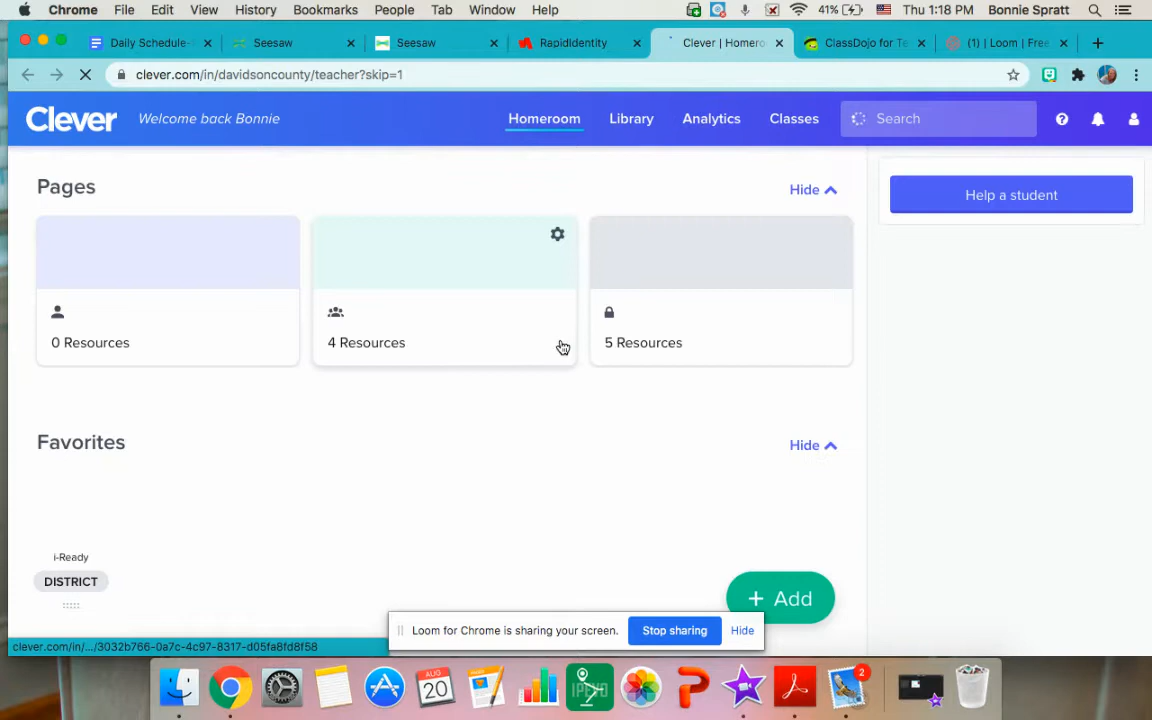 Chrome File Edit View History Bookmarks People Tab Window Help 41% Thu 1:18 PM Bonnie Spratt
Daily Schedule- Seesaw Seesaw RapidIdentity Clever | Homero ClassDojo for Te (1) Loom | Free
clever.com/in/davidsoncounty/teacher?skip=1
Clever Welcome back Bonnie Homeroom Library Analytics Classes Search
Pages Hide Help a student
0 Resources 4 Resources 5 Resources
Favorites Hide
i-Ready
DISTRICT
+ Add
Loom for Chrome is sharing your screen. Stop sharing Hide
clever.com/in/.../3032b766-0a7c-4c97-8317-d05fa8fd8f58
AUG
20
2